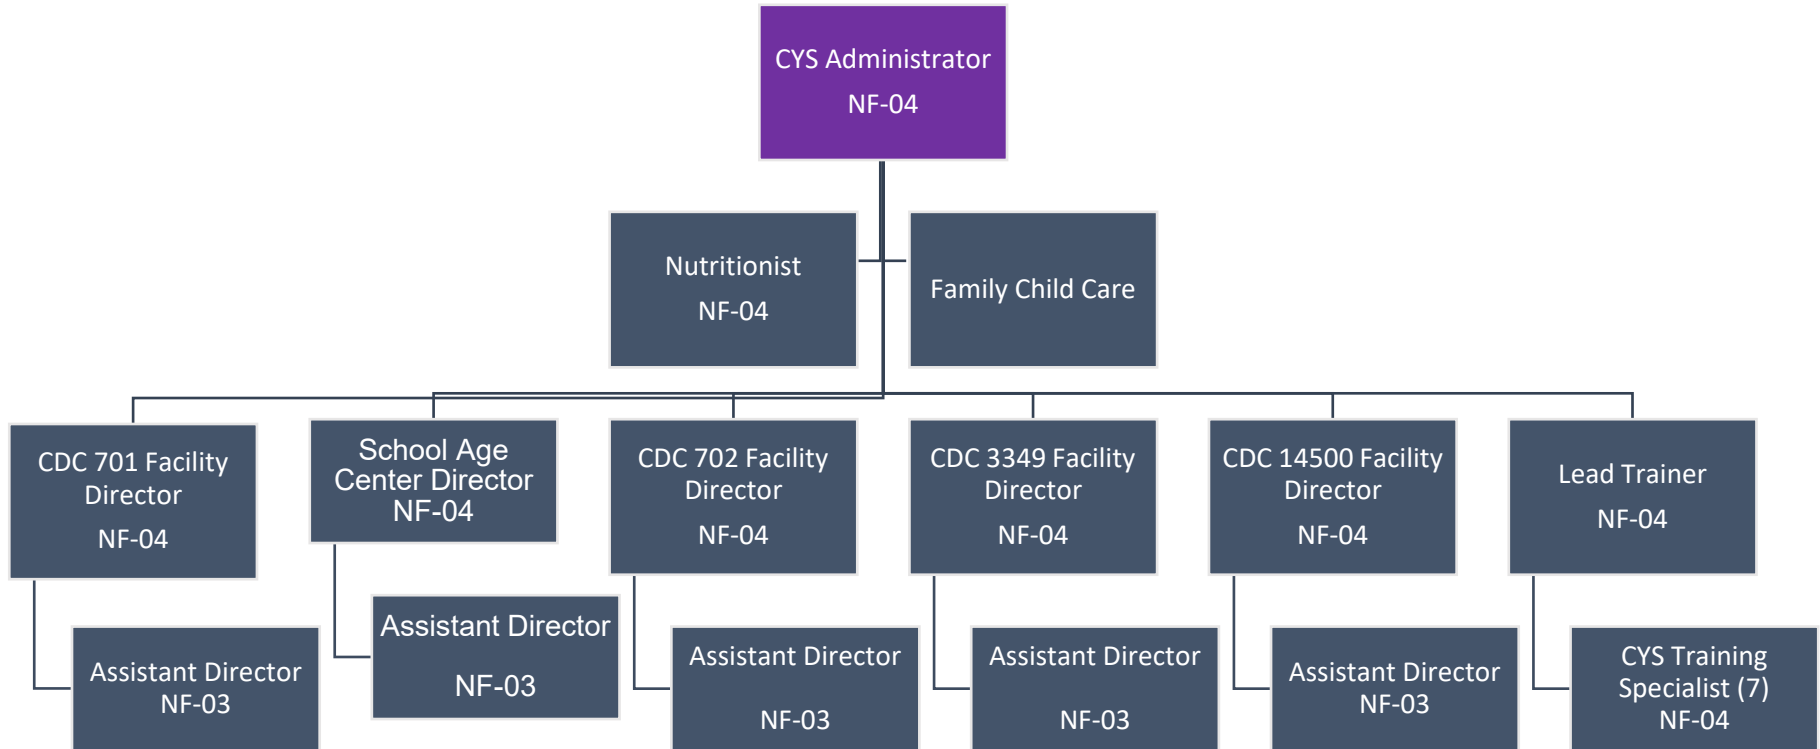 CYS Administrator
NF-04
Nutritionist
NF-04
Family Child Care
CDC 701 Facility
Director
NF-04
School Age
Center Director
NF-04
CDC 702 Facility
Director
NF-04
CDC 3349 Facility
Director
NF-04
CDC 14500 Facility
Director
NF-04
Lead Trainer
NF-04
Assistant Director
NF-03
Assistant Director
NF-03
Assistant Director
NF-03
Assistant Director
NF-03
Assistant Director
NF-03
CYS Training
Specialist (7)
NF-04